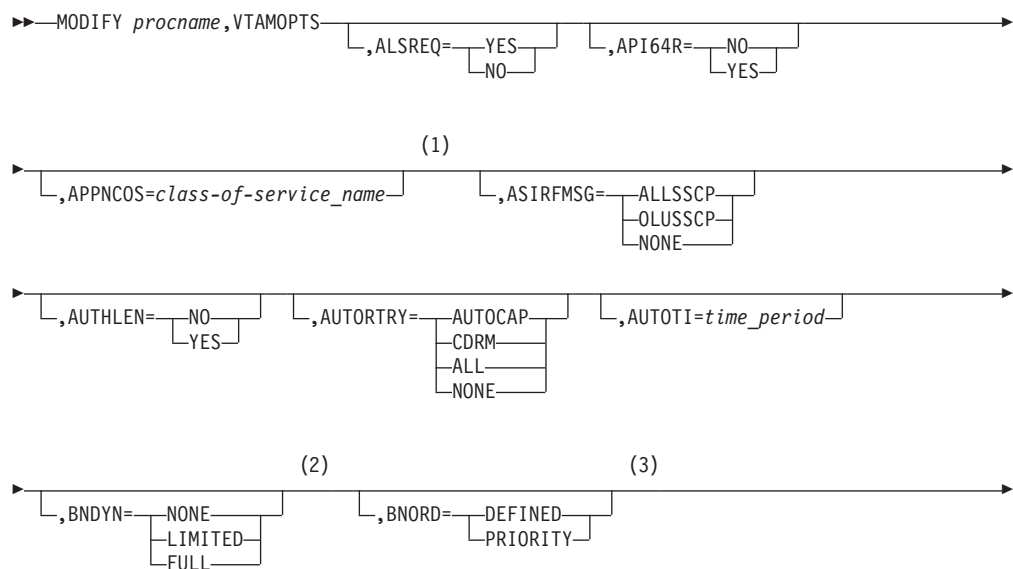 MODIFY procname,VTAMOPTS
,ALSREQ= YES
NO
,API64R= NO
YES
(1)
,APPNCOS=class-of-service_name
,ASIRFMSG= ALLSSCP
OLUSSCP
NONE
,AUTHLEN= NO
YES
,AUTORTRY= AUTOCAP
CDRM
ALL
NONE
,AUTOTI=time_period
(2)
(3)
,BNDYN= NONE
LIMITED
FULL
,BNORD= DEFINED
PRIORITY